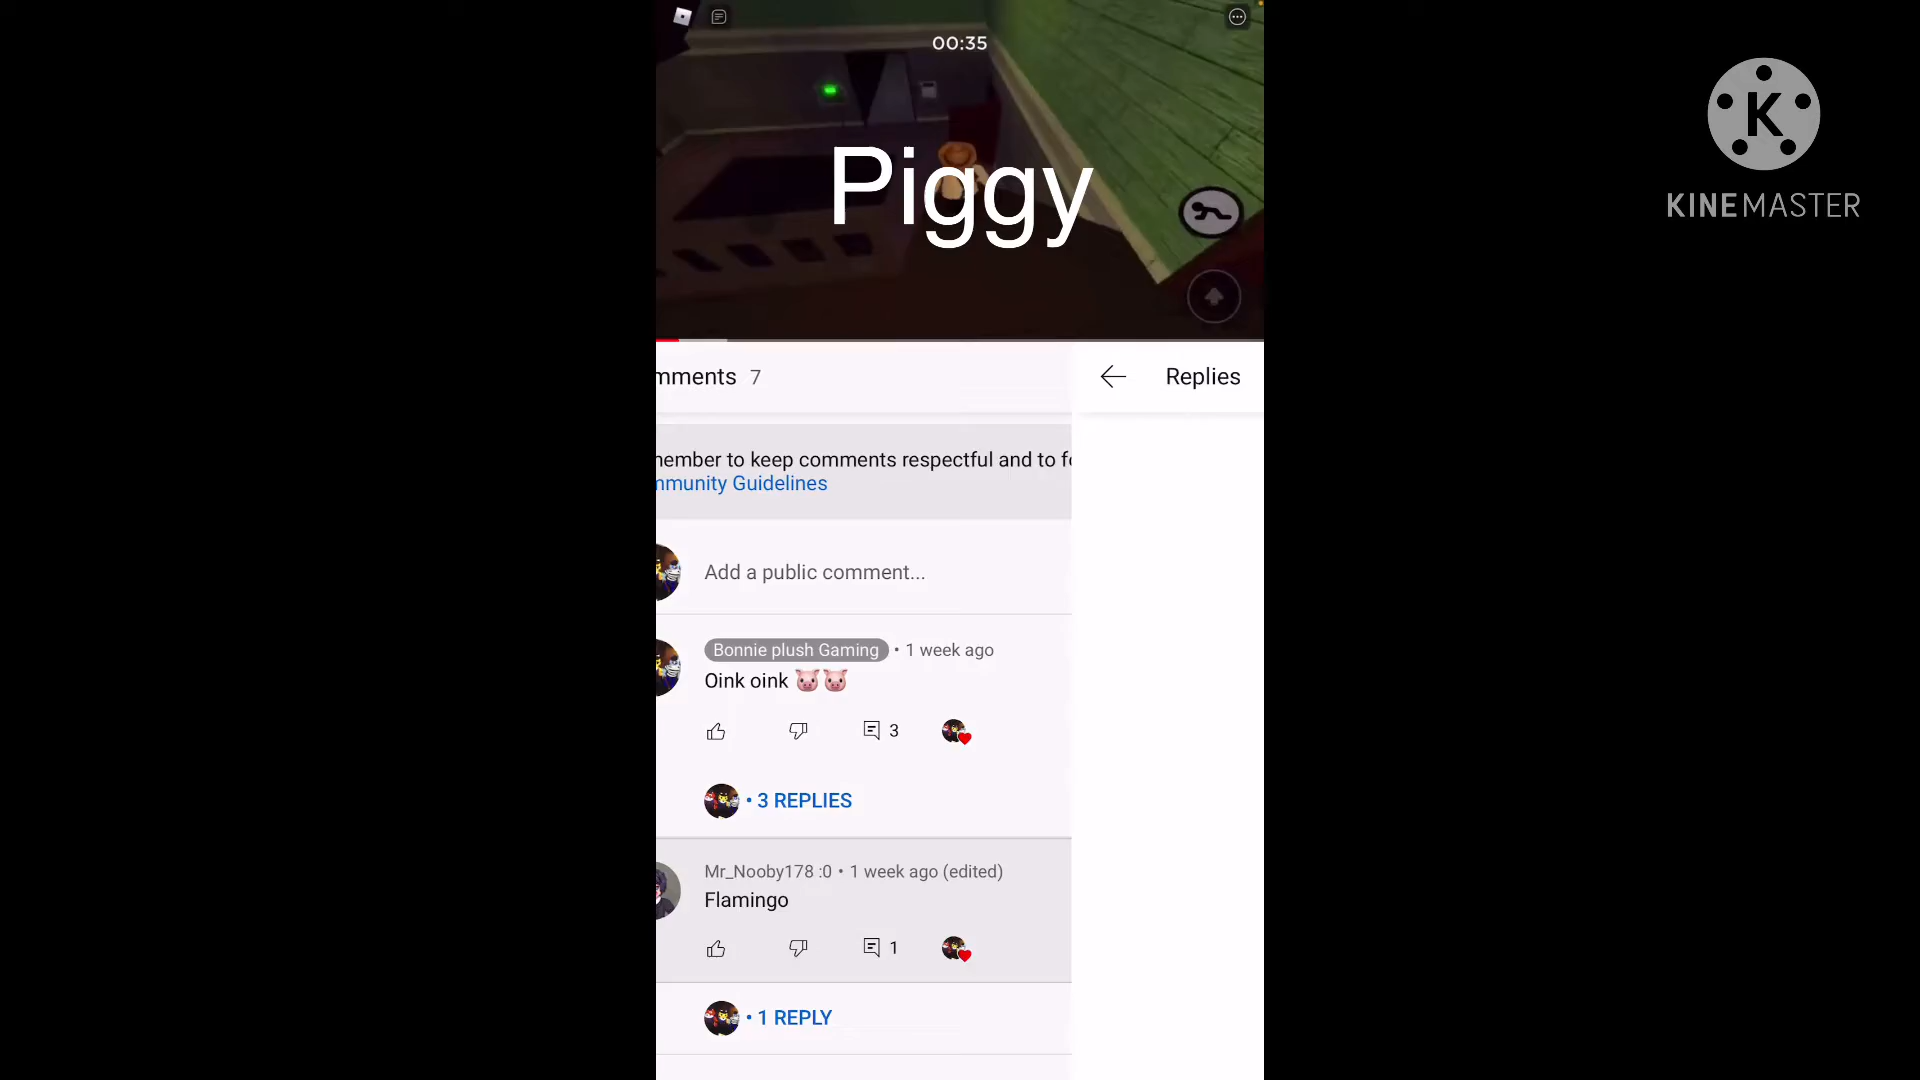 00:35
Piggy
K
KINEMASTER
mments 7
Replies
nember to keep comments respectful and to fo
mmunity Guidelines
Add a public comment...
Bonnie plush Gaming • 1 week ago
Oink oink 🐷🐷
3
• 3 REPLIES
Mr_Nooby178 :0 • 1 week ago (edited)
Flamingo
1
• 1 REPLY